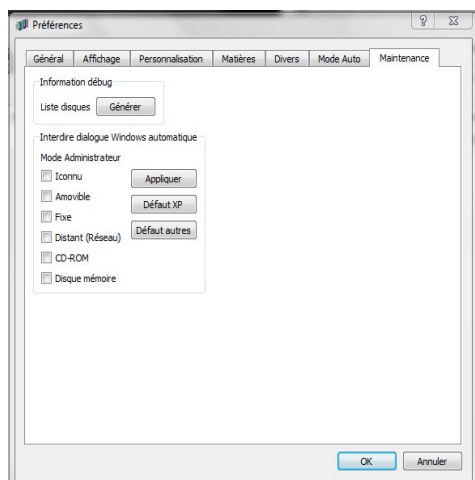 Préférences
Général Affichage Personnalisation Matières Divers Mode Auto Maintenance
Information débug
Liste disques Générer
Interdire dialogue Windows automatique
Mode Administrateur
Iconnu Appliquer
Amovible
Défaut XP
Fixe
Défaut autres
Distant (Réseau)
CD-ROM
Disque mémoire
OK Annuler